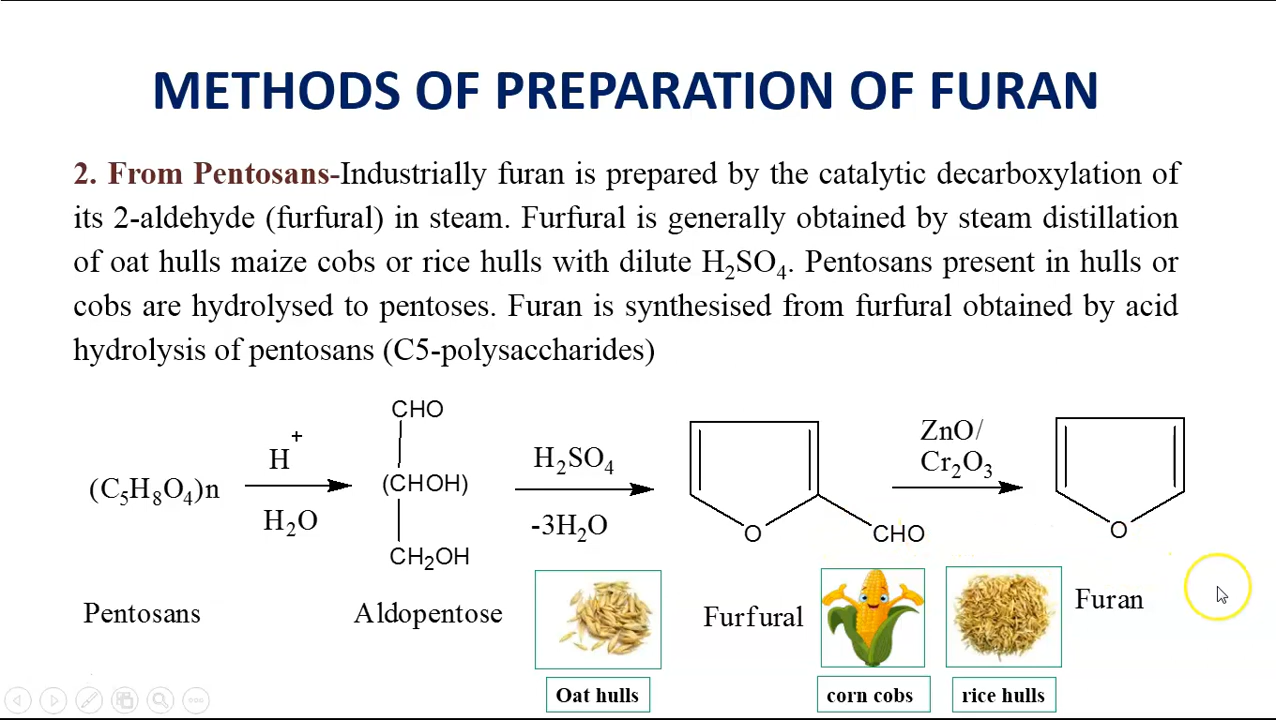 METHODS OF PREPARATION OF FURAN
2. From Pentosans-Industrially furan is prepared by the catalytic decarboxylation of
its 2-aldehyde (furfural) in steam. Furfural is generally obtained by steam distillation
of oat hulls maize cobs or rice hulls with dilute H₂SO₄. Pentosans present in hulls or
cobs are hydrolysed to pentoses. Furan is synthesised from furfural obtained by acid
hydrolysis of pentosans (C5-polysaccharides)
(C₅H₈O₄)n
H⁺
H₂O
CHO
(CHOH)
CH₂OH
H₂SO₄
-3H₂O
O
CHO
ZnO/
Cr₂O₃
O
Pentosans
Aldopentose
Furfural
Furan
Oat hulls
corn cobs
rice hulls